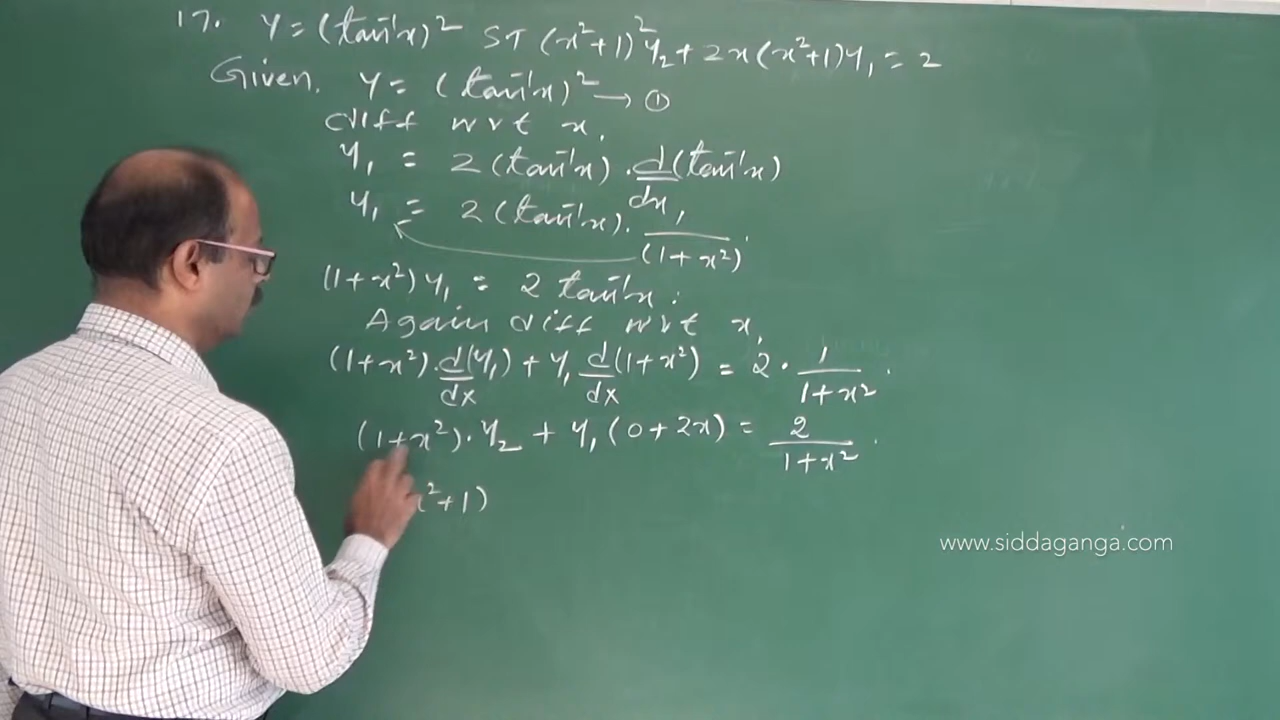 17. y = (tan⁻¹x)² ST (x²+1)²y₂ + 2x(x²+1)y₁ = 2
Given, y = (tan⁻¹x)² → ①
diff wrt x,
y₁ = 2(tan⁻¹x) . d/dx (tan⁻¹x)
y₁ = 2(tan⁻¹x) . 1/(1+x²) .
(1+x²)y₁ = 2 tan⁻¹x .
Again diff wrt x,
(1+x²) . d/dx (y₁) + y₁ d/dx (1+x²) = 2 . 1/1+x² .
(1+x²) . y₂ + y₁(0+2x) = 2/1+x² .
x²+1)
www.siddaganga.com